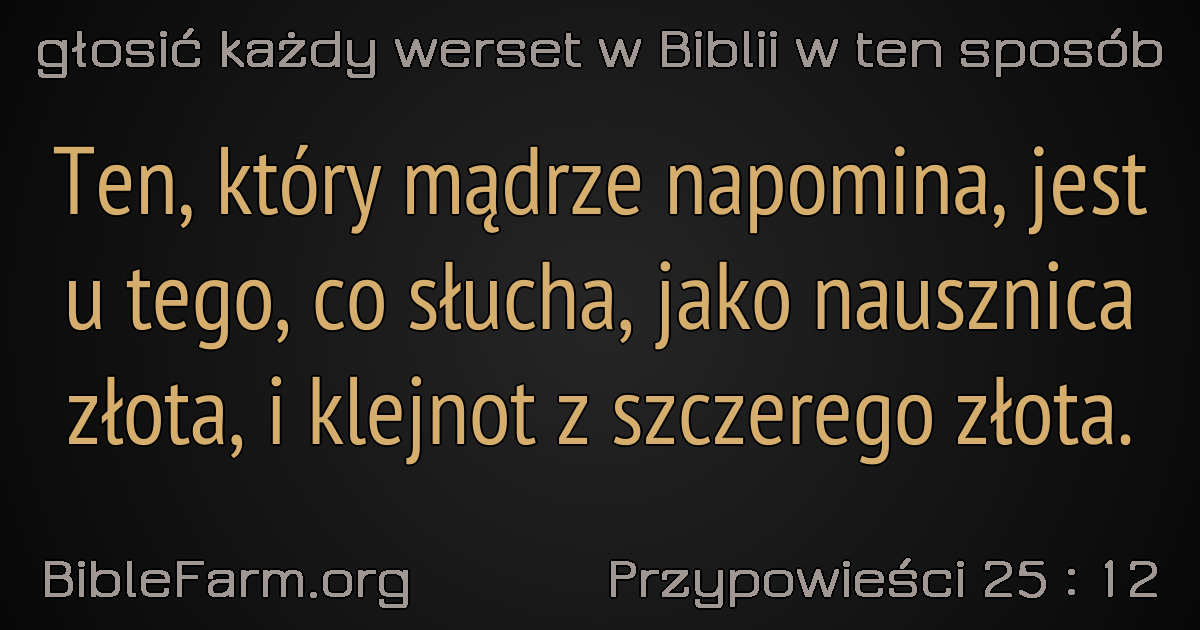 głosić każdy werset w Biblii w ten sposób
Ten, który mądrze napomina, jest
u tego, co słucha, jako nausznica
złota, i klejnot z szczerego złota.
BibleFarm.org
Przypowieści 25 : 12